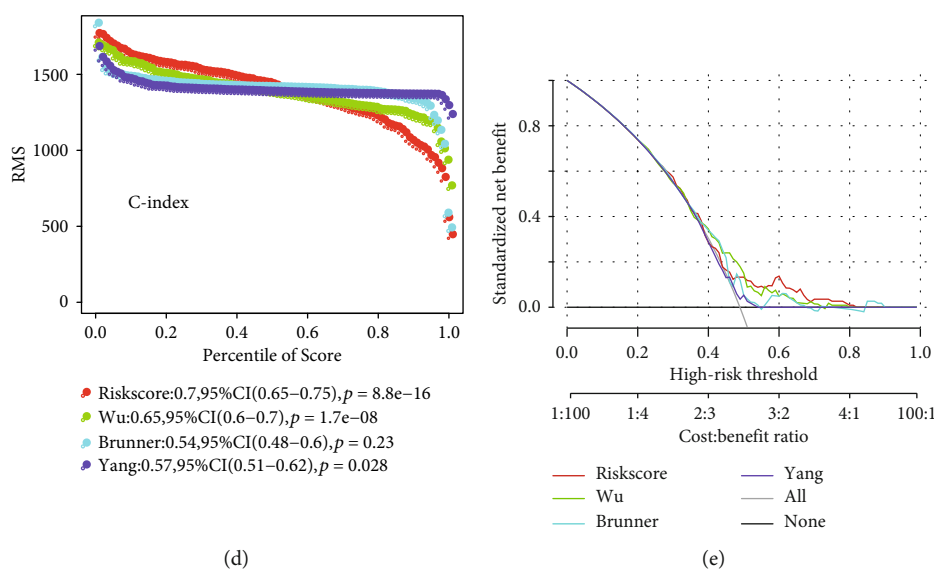 1500
1000
500
0
RMS
C-index
0.0 0.2 0.4 0.6 0.8 1.0
Percentile of Score
Riskscore:0.7,95%CI(0.65−0.75),p = 8.8e−16
Wu:0.65,95%CI(0.6−0.7),p = 1.7e−08
Brunner:0.54,95%CI(0.48−0.6),p = 0.23
Yang:0.57,95%CI(0.51−0.62),p = 0.028
(d)
0.8
0.4
0.0
Standardized net benefit
0.0 0.2 0.4 0.6 0.8 1.0
High-risk threshold
1:100 1:4 2:3 3:2 4:1 100:1
Cost:benefit ratio
Riskscore Yang
Wu All
Brunner None
(e)